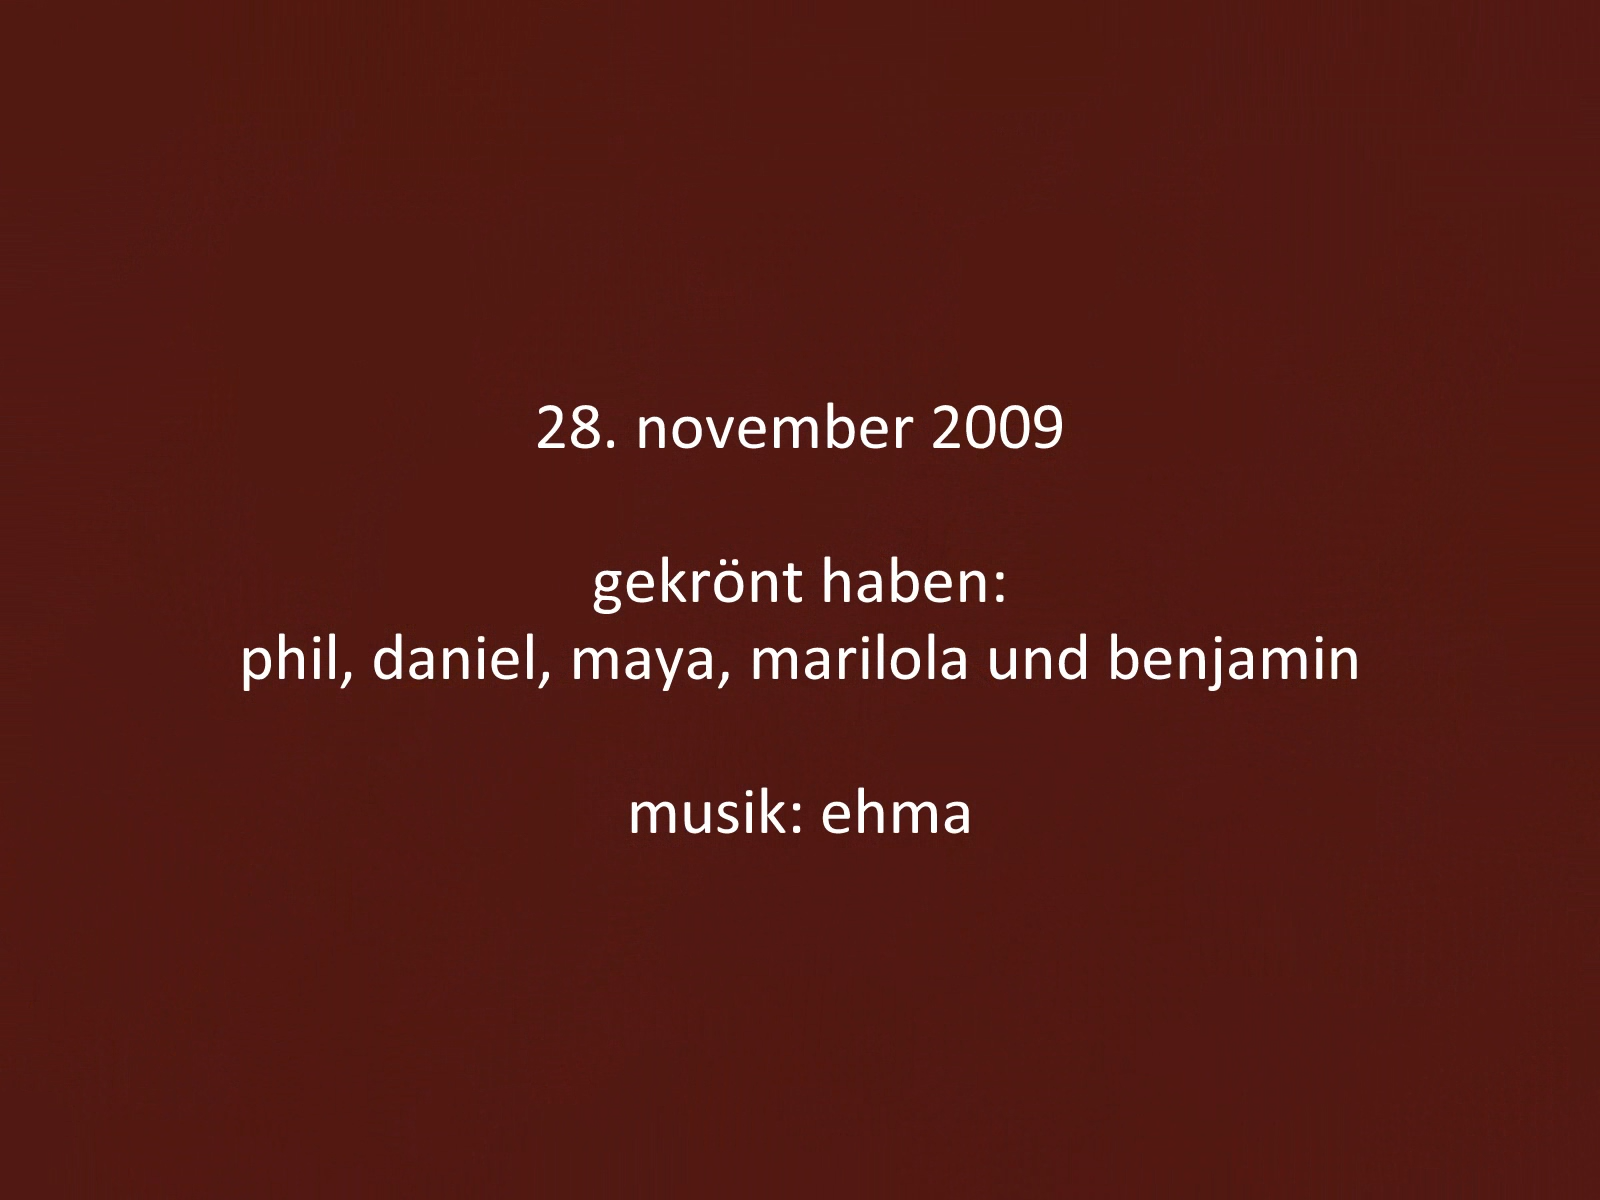 28. november 2009
gekrönt haben:
phil, daniel, maya, marilola und benjamin
musik: ehma